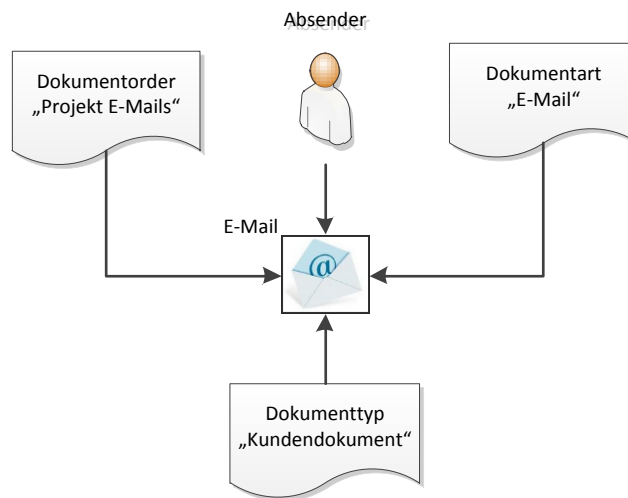 Absender
Dokumentorder
„Projekt E-Mails“
Dokumentart
„E-Mail“
E-Mail
@
Dokumenttyp
„Kundendokument“